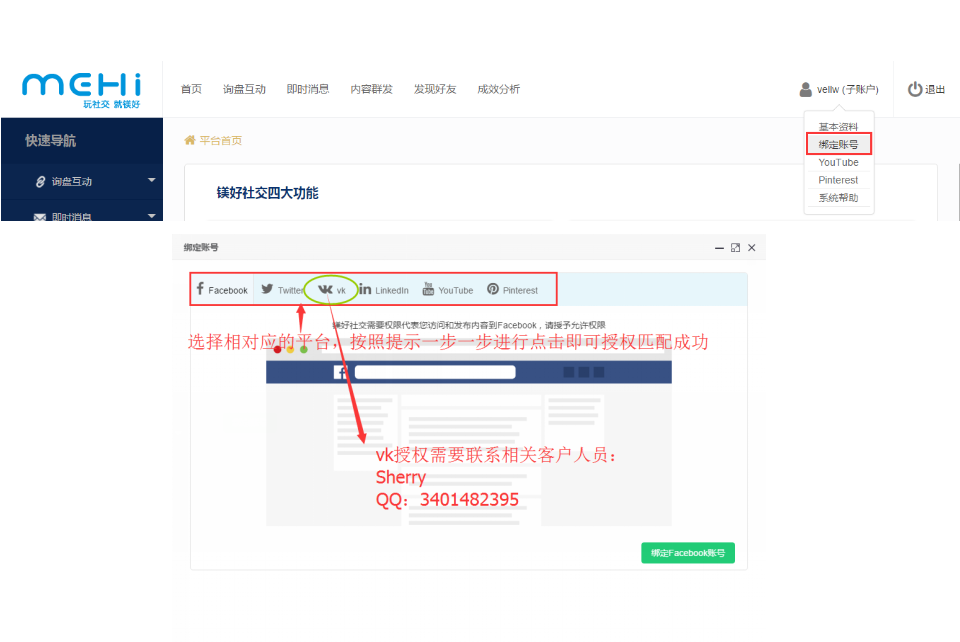 MEHi
玩社交 就镁好
首页 询盘互动 即时消息 内容群发 发现好友 成效分析
vellw (子账户)
退出
快速导航
平台首页
基本资料
绑定账号
YouTube
Pinterest
系统帮助
询盘互动
即时消息
镁好社交四大功能
绑定账号
Facebook Twitter vk LinkedIn YouTube Pinterest
镁好社交需要权限代表您访问和发布内容到Facebook，请授予允许权限
选择相对应的平台，按照提示一步一步进行点击即可授权匹配成功
vk授权需要联系相关客户人员：
Sherry
QQ：3401482395
绑定Facebook账号